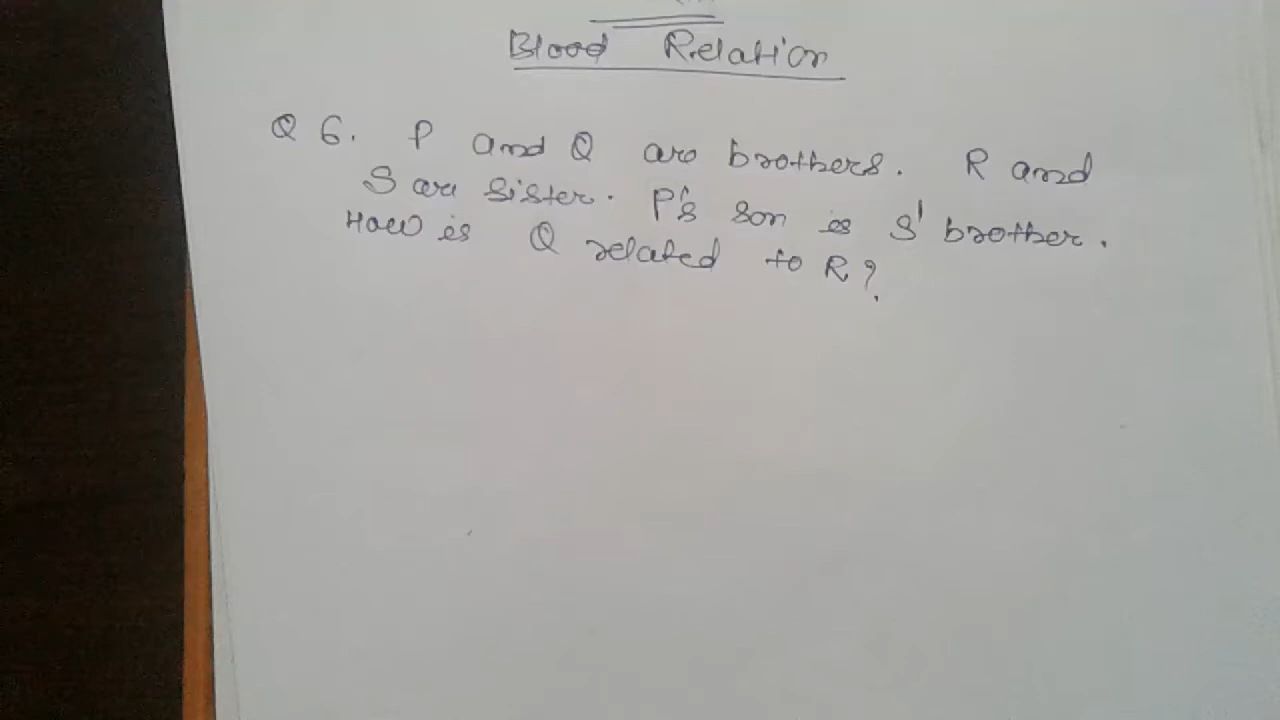 Blood Relation
Q 6. P and Q are brothers. R and
S are sister. P's son is S' brother.
How is Q related to R?